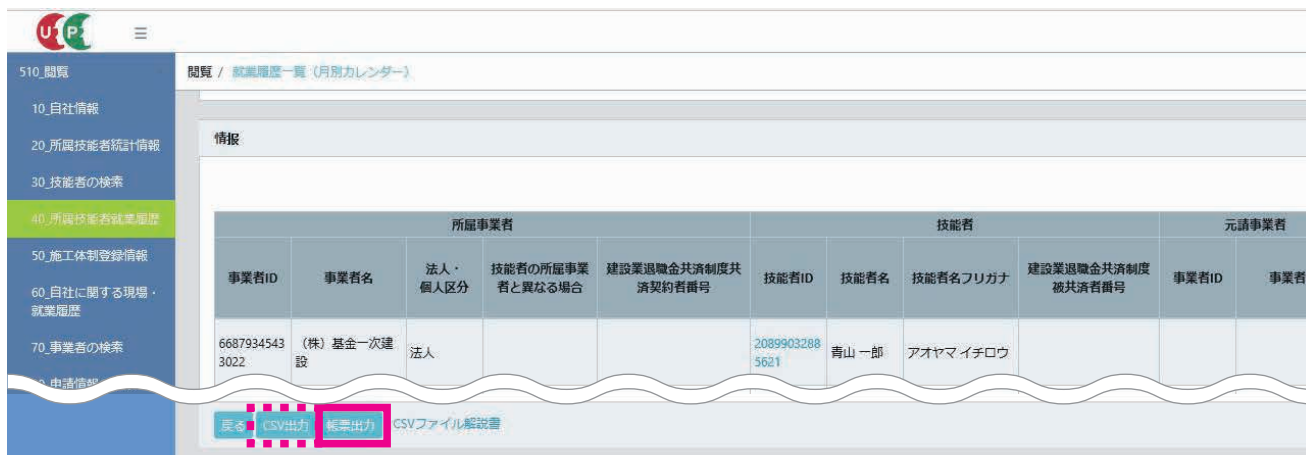 510_閲覧
閲覧 / 就業履歴一覧（月別カレンダー）
10_自社情報
20_所属技能者統計情報
30_技能者の検索
40_所属技能者就業履歴
50_施工体制登録情報
60_自社に関する現場・
就業履歴
70_事業者の検索
申請情報
情報
所属事業者
技能者
元請事業者
事業者ID
事業者名
法人・
個人区分
技能者の所属事業
者と異なる場合
建設業退職金共済制度共
済契約者番号
技能者ID
技能者名
技能者名フリガナ
建設業退職金共済制度
被共済者番号
事業者ID
事業者
6687934543
3022
（株）基金一次建
設
法人
2089903288
5621
青山 一郎
アオヤマ イチロウ
戻る
CSV出力
帳票出力
CSVファイル解説書